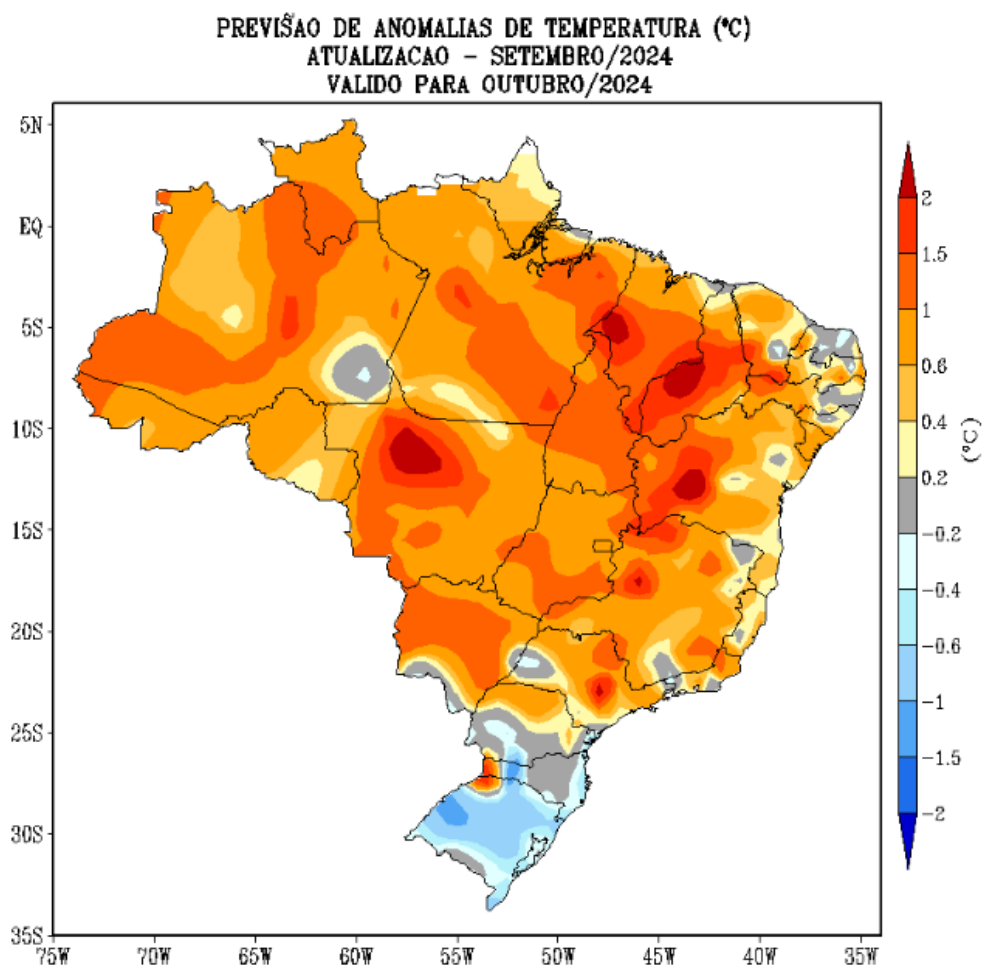 PREVISÃO DE ANOMALIAS DE TEMPERATURA (°C)
ATUALIZACAO - SETEMBRO/2024
VALIDO PARA OUTUBRO/2024
5N
EQ
5S
10S
15S
20S
25S
30S
35S
75W 70W 65W 60W 55W 50W 45W 40W 35W
2
1.5
1
0.6
0.4
0.2
-0.2
-0.4
-0.6
-1
-1.5
-2
(°C)